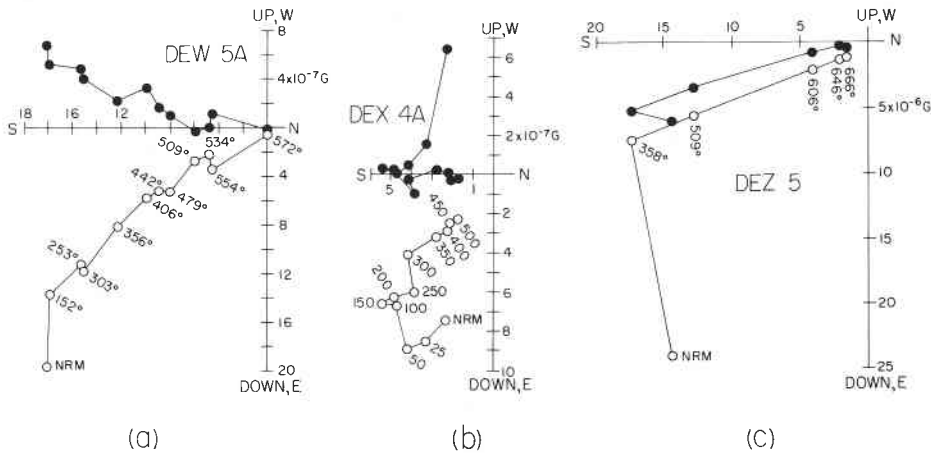 UP, W
8
DEW 5A
4x10⁻⁷G
18 16 12 8 4
S
N
534°
572°
509°
554°
4
442°
479°
406°
356°
8
253°
303°
12
152°
16
NRM
20
DOWN, E
(a)
UP, W
6
DEX 4A
4
2x10⁻⁷G
S
5
1
N
450
500
400
350
300
2
4
200
250
150
100
6
NRM
8
50
25
10
DOWN, E
(b)
20 15 10 5
UP, W
S
N
606°
646°
666°
5x10⁻⁶G
509°
358°
DEZ 5
10
15
20
NRM
25
DOWN, E
(c)